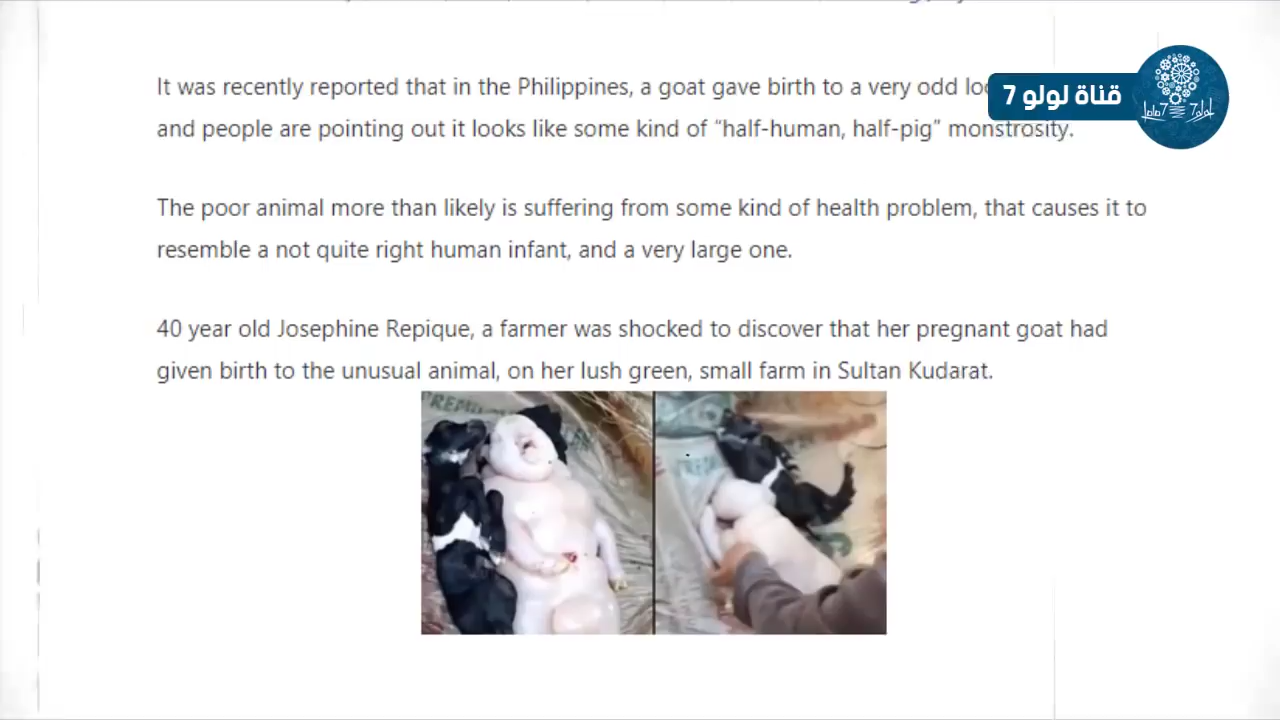 It was recently reported that in the Philippines, a goat gave birth to a very odd
قناة لولو 7
and people are pointing out it looks like some kind of “half-human, half-pig” monstrosity.
The poor animal more than likely is suffering from some kind of health problem, that causes it to
resemble a not quite right human infant, and a very large one.
40 year old Josephine Repique, a farmer was shocked to discover that her pregnant goat had
given birth to the unusual animal, on her lush green, small farm in Sultan Kudarat.